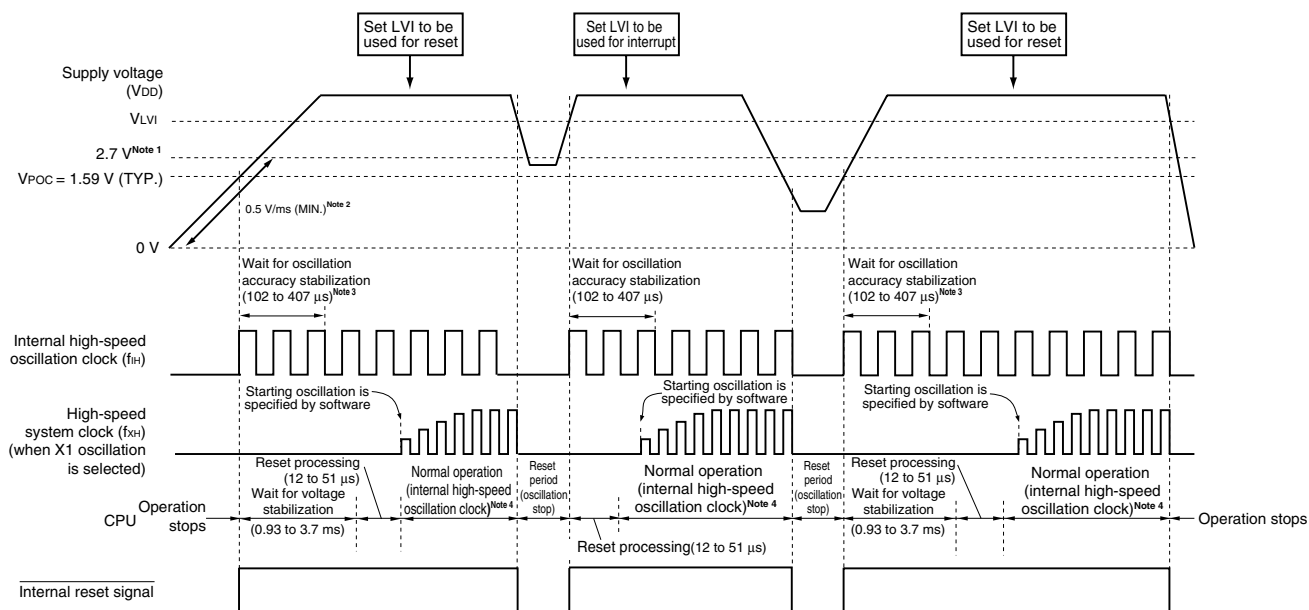 Set LVI to be
used for reset
Set LVI to be
used for interrupt
Set LVI to be
used for reset
Supply voltage
(VDD)
VLVI
2.7 V Note 1
VPOC = 1.59 V (TYP.)
0.5 V/ms (MIN.) Note 2
0 V
Wait for oscillation
accuracy stabilization
(102 to 407 μs) Note 3
Wait for oscillation
accuracy stabilization
(102 to 407 μs)
Wait for oscillation
accuracy stabilization
(102 to 407 μs) Note 3
Internal high-speed
oscillation clock (fIH)
Starting oscillation is
specified by software
Starting oscillation is
specified by software
Starting oscillation is
specified by software
High-speed
system clock (fXH)
(when X1 oscillation
is selected)
Reset processing
(12 to 51 μs)
Wait for voltage
stabilization
(0.93 to 3.7 ms)
Normal operation
(internal high-speed
oscillation clock) Note 4
Reset
period
(oscillation
stop)
Normal operation
(internal high-speed
oscillation clock) Note 4
Reset processing(12 to 51 μs)
Reset
period
(oscillation
stop)
Reset processing
(12 to 51 μs)
Wait for voltage
stabilization
(0.93 to 3.7 ms)
Normal operation
(internal high-speed
oscillation clock) Note 4
CPU
Operation
stops
Operation stops
Internal reset signal